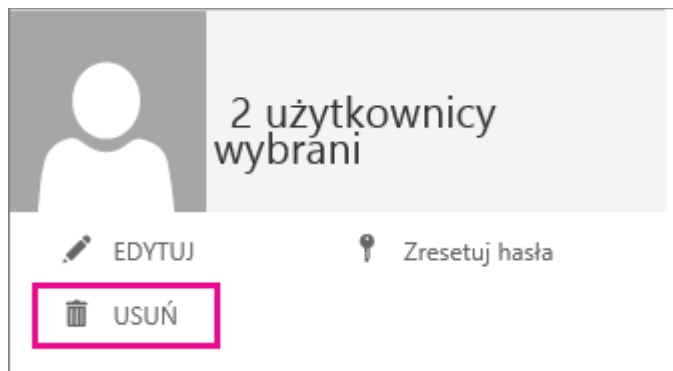 2 użytkownicy
wybrani
EDYTUJ
Zresetuj hasła
USUŃ